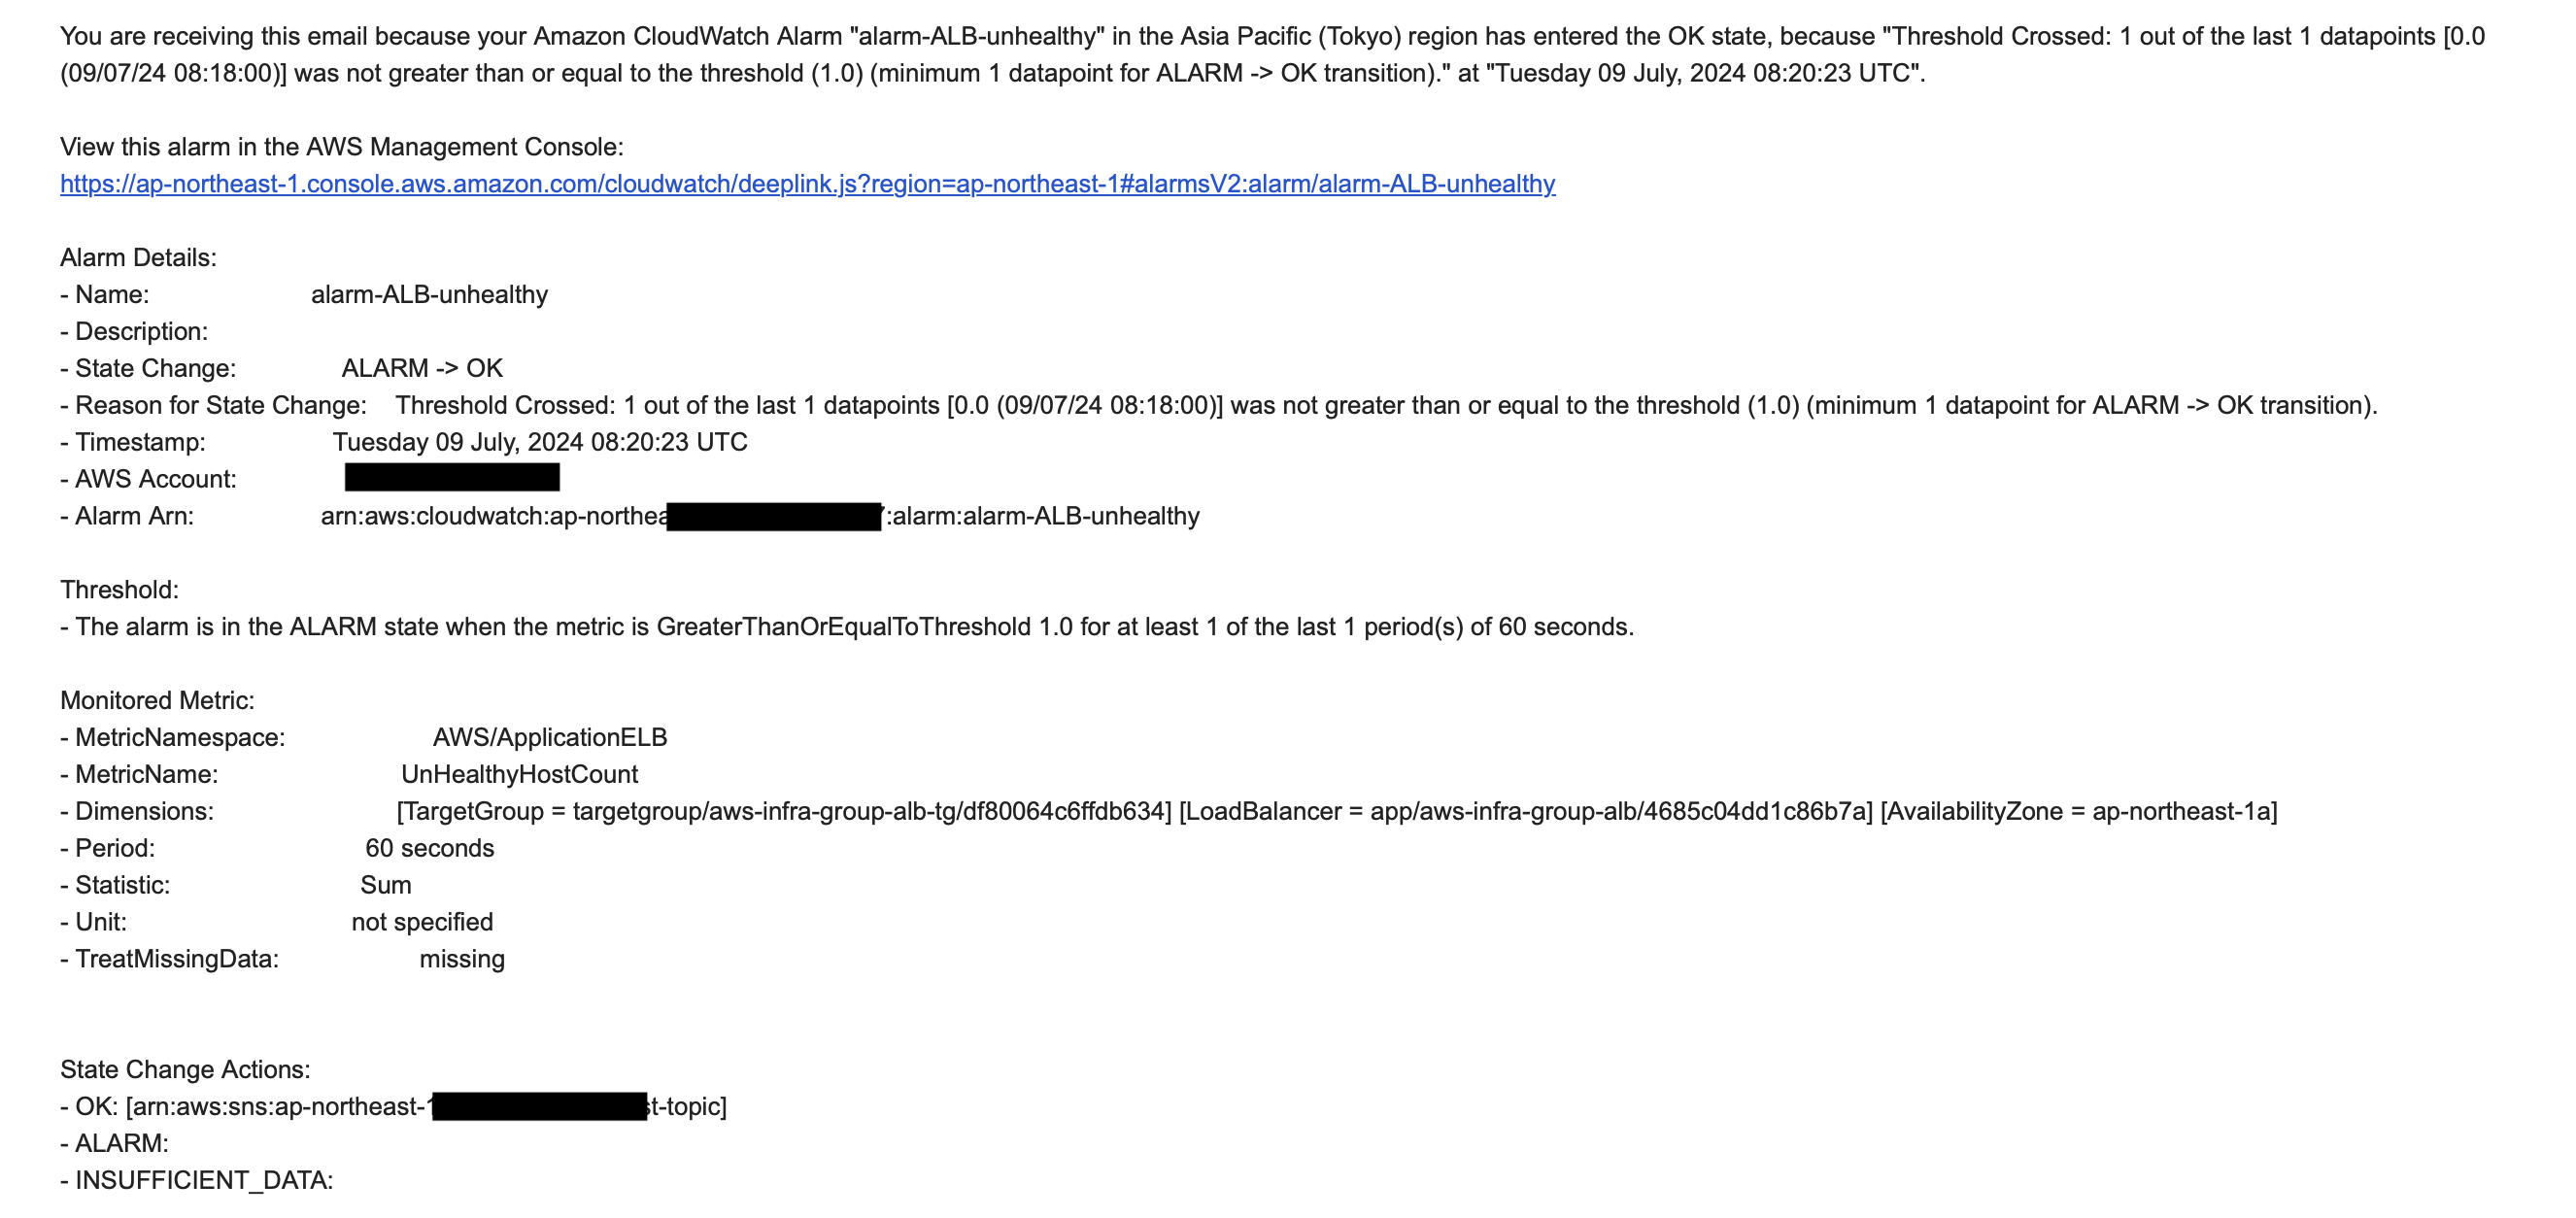 You are receiving this email because your Amazon CloudWatch Alarm "alarm-ALB-unhealthy" in the Asia Pacific (Tokyo) region has entered the OK state, because "Threshold Crossed: 1 out of the last 1 datapoints [0.0
(09/07/24 08:18:00)] was not greater than or equal to the threshold (1.0) (minimum 1 datapoint for ALARM -> OK transition)." at "Tuesday 09 July, 2024 08:20:23 UTC".
View this alarm in the AWS Management Console:
https://ap-northeast-1.console.aws.amazon.com/cloudwatch/deeplink.js?region=ap-northeast-1#alarmsV2:alarm/alarm-ALB-unhealthy
Alarm Details:
- Name: alarm-ALB-unhealthy
- Description:
- State Change: ALARM -> OK
- Reason for State Change: Threshold Crossed: 1 out of the last 1 datapoints [0.0 (09/07/24 08:18:00)] was not greater than or equal to the threshold (1.0) (minimum 1 datapoint for ALARM -> OK transition).
- Timestamp: Tuesday 09 July, 2024 08:20:23 UTC
- AWS Account:
- Alarm Arn: arn:aws:cloudwatch:ap-northea :alarm:alarm-ALB-unhealthy
Threshold:
- The alarm is in the ALARM state when the metric is GreaterThanOrEqualToThreshold 1.0 for at least 1 of the last 1 period(s) of 60 seconds.
Monitored Metric:
- MetricNamespace: AWS/ApplicationELB
- MetricName: UnHealthyHostCount
- Dimensions: [TargetGroup = targetgroup/aws-infra-group-alb-tg/df80064c6ffdb634] [LoadBalancer = app/aws-infra-group-alb/4685c04dd1c86b7a] [AvailabilityZone = ap-northeast-1a]
- Period: 60 seconds
- Statistic: Sum
- Unit: not specified
- TreatMissingData: missing
State Change Actions:
- OK: [arn:aws:sns:ap-northeast-1 t-topic]
- ALARM:
- INSUFFICIENT_DATA: